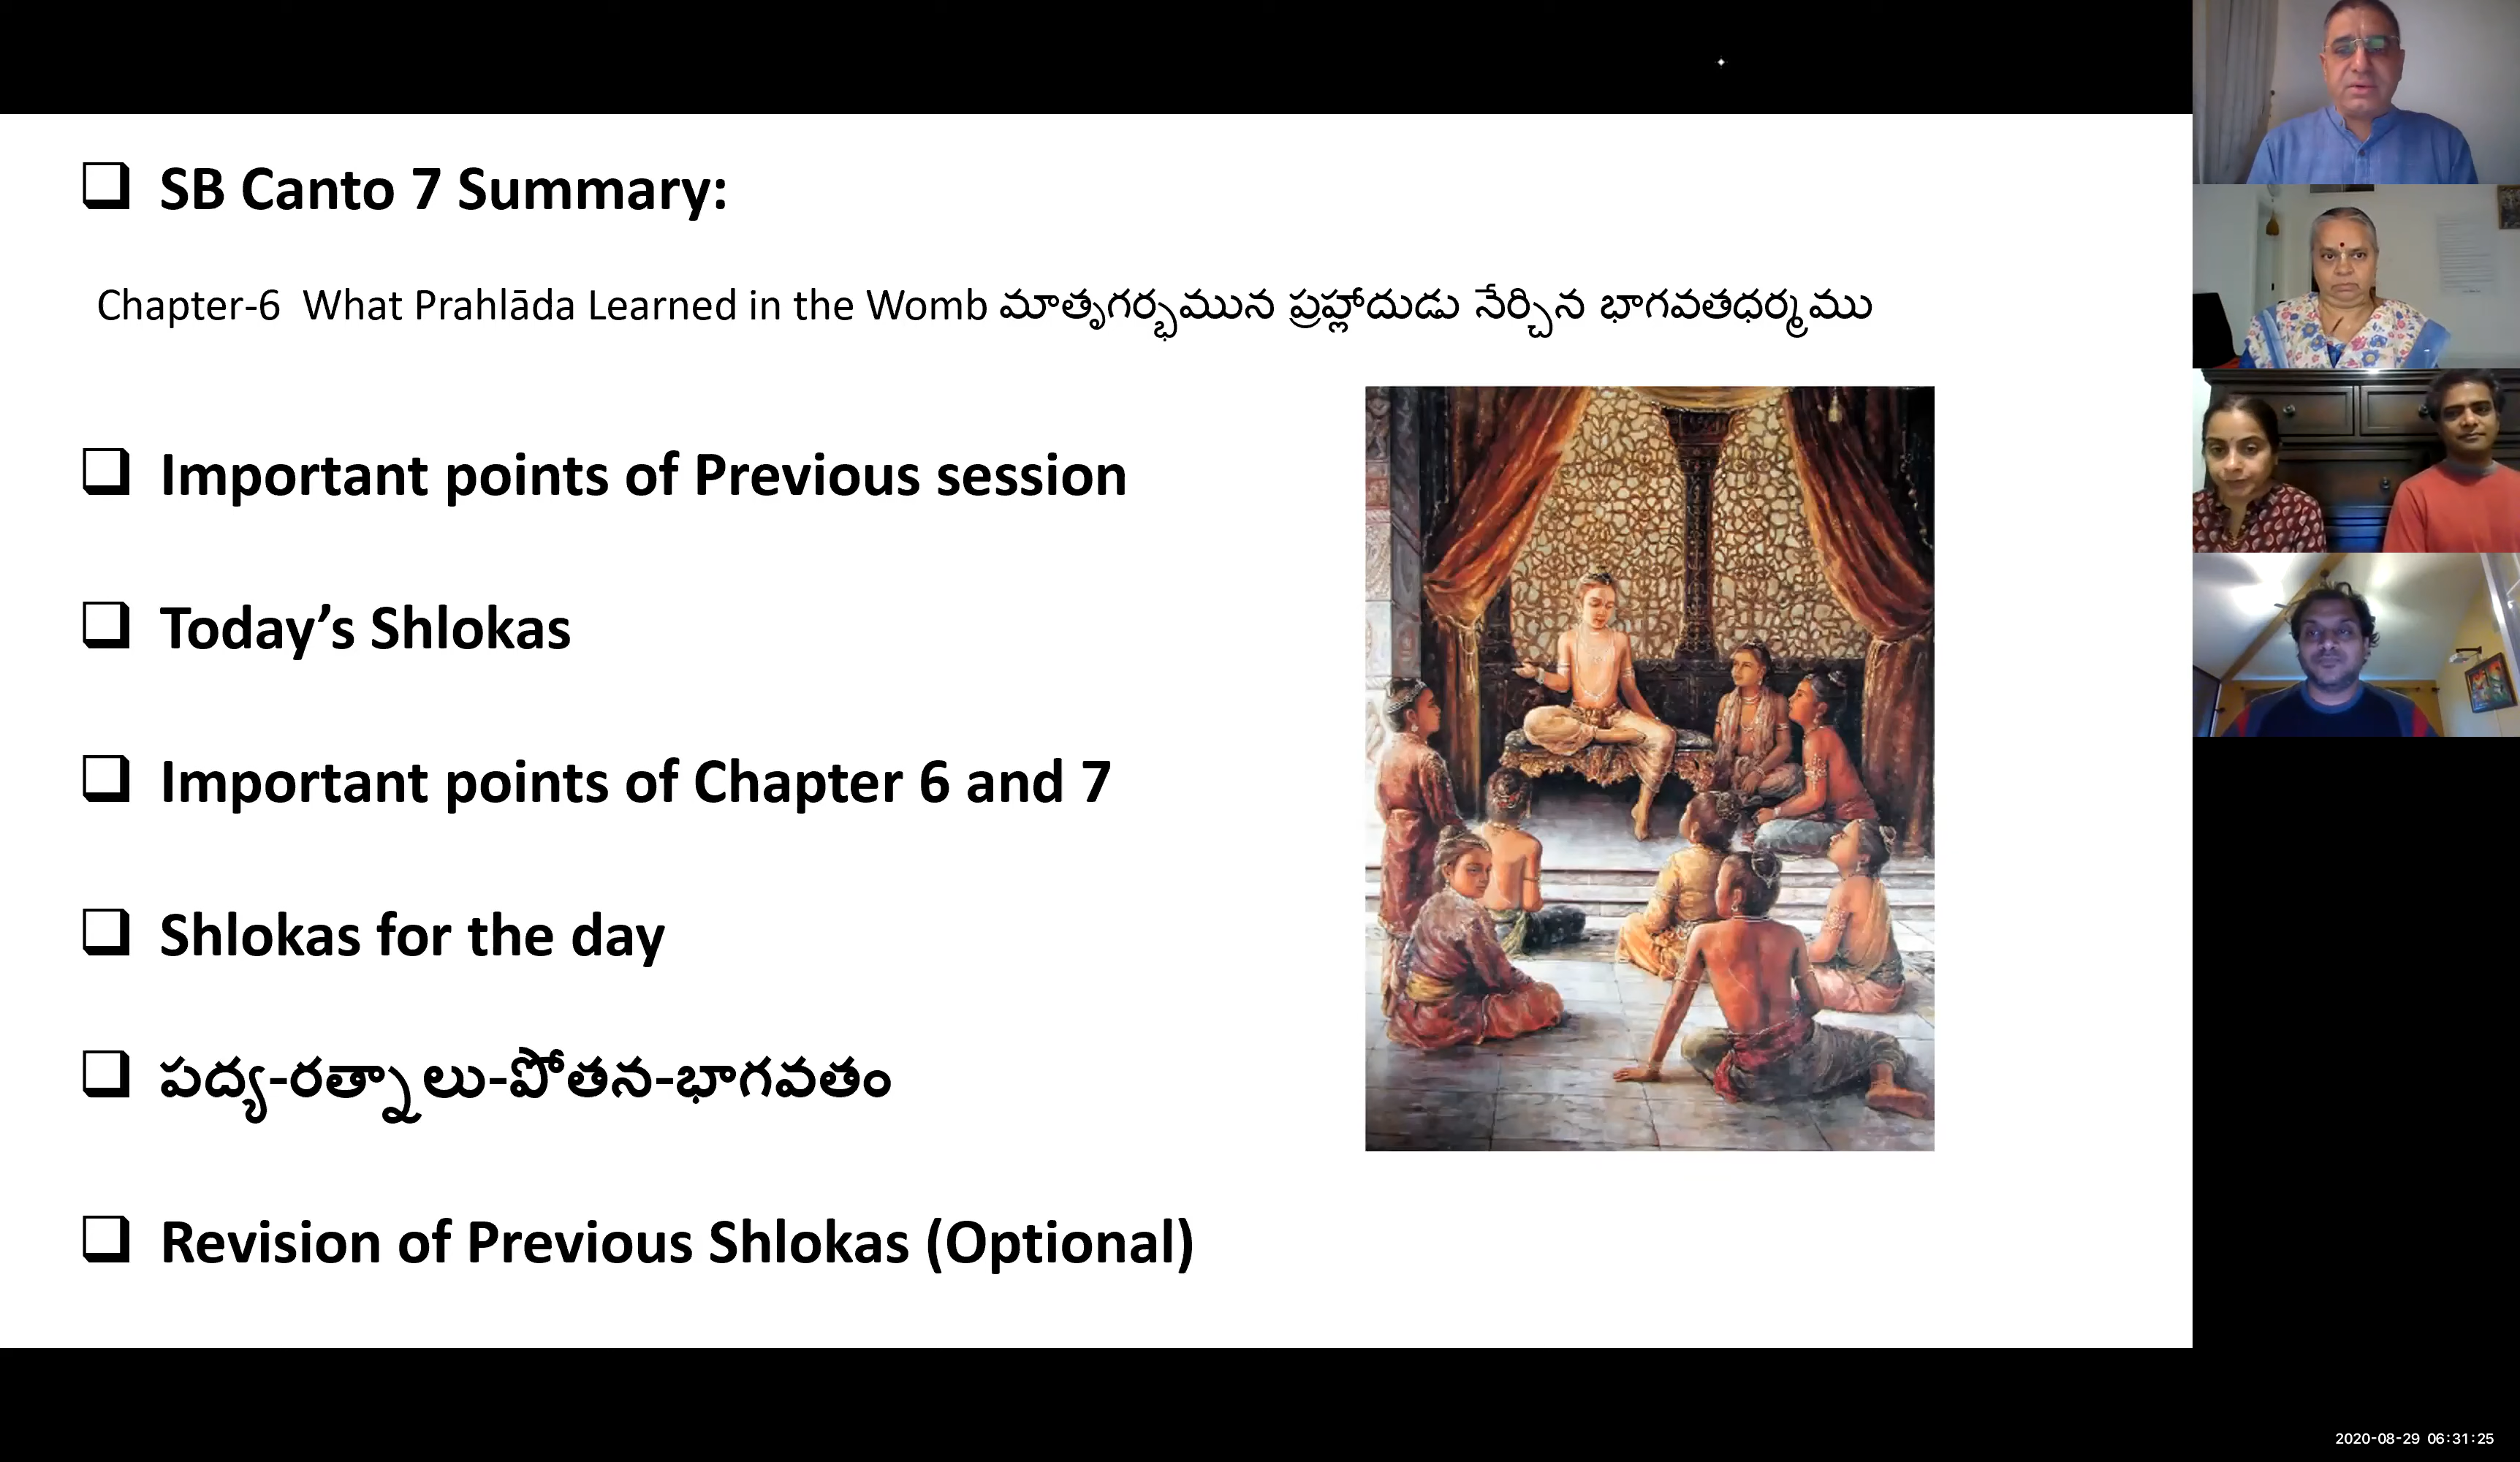 SB Canto 7 Summary:
Chapter-6 What Prahlāda Learned in the Womb మాతృగర్భమున ప్రహ్లాదుడు నేర్చిన భాగవతధర్మము
Important points of Previous session
Today’s Shlokas
Important points of Chapter 6 and 7
Shlokas for the day
పద్య-రత్నాలు-పోతన-భాగవతం
Revision of Previous Shlokas (Optional)
2020-08-29 06:31:25